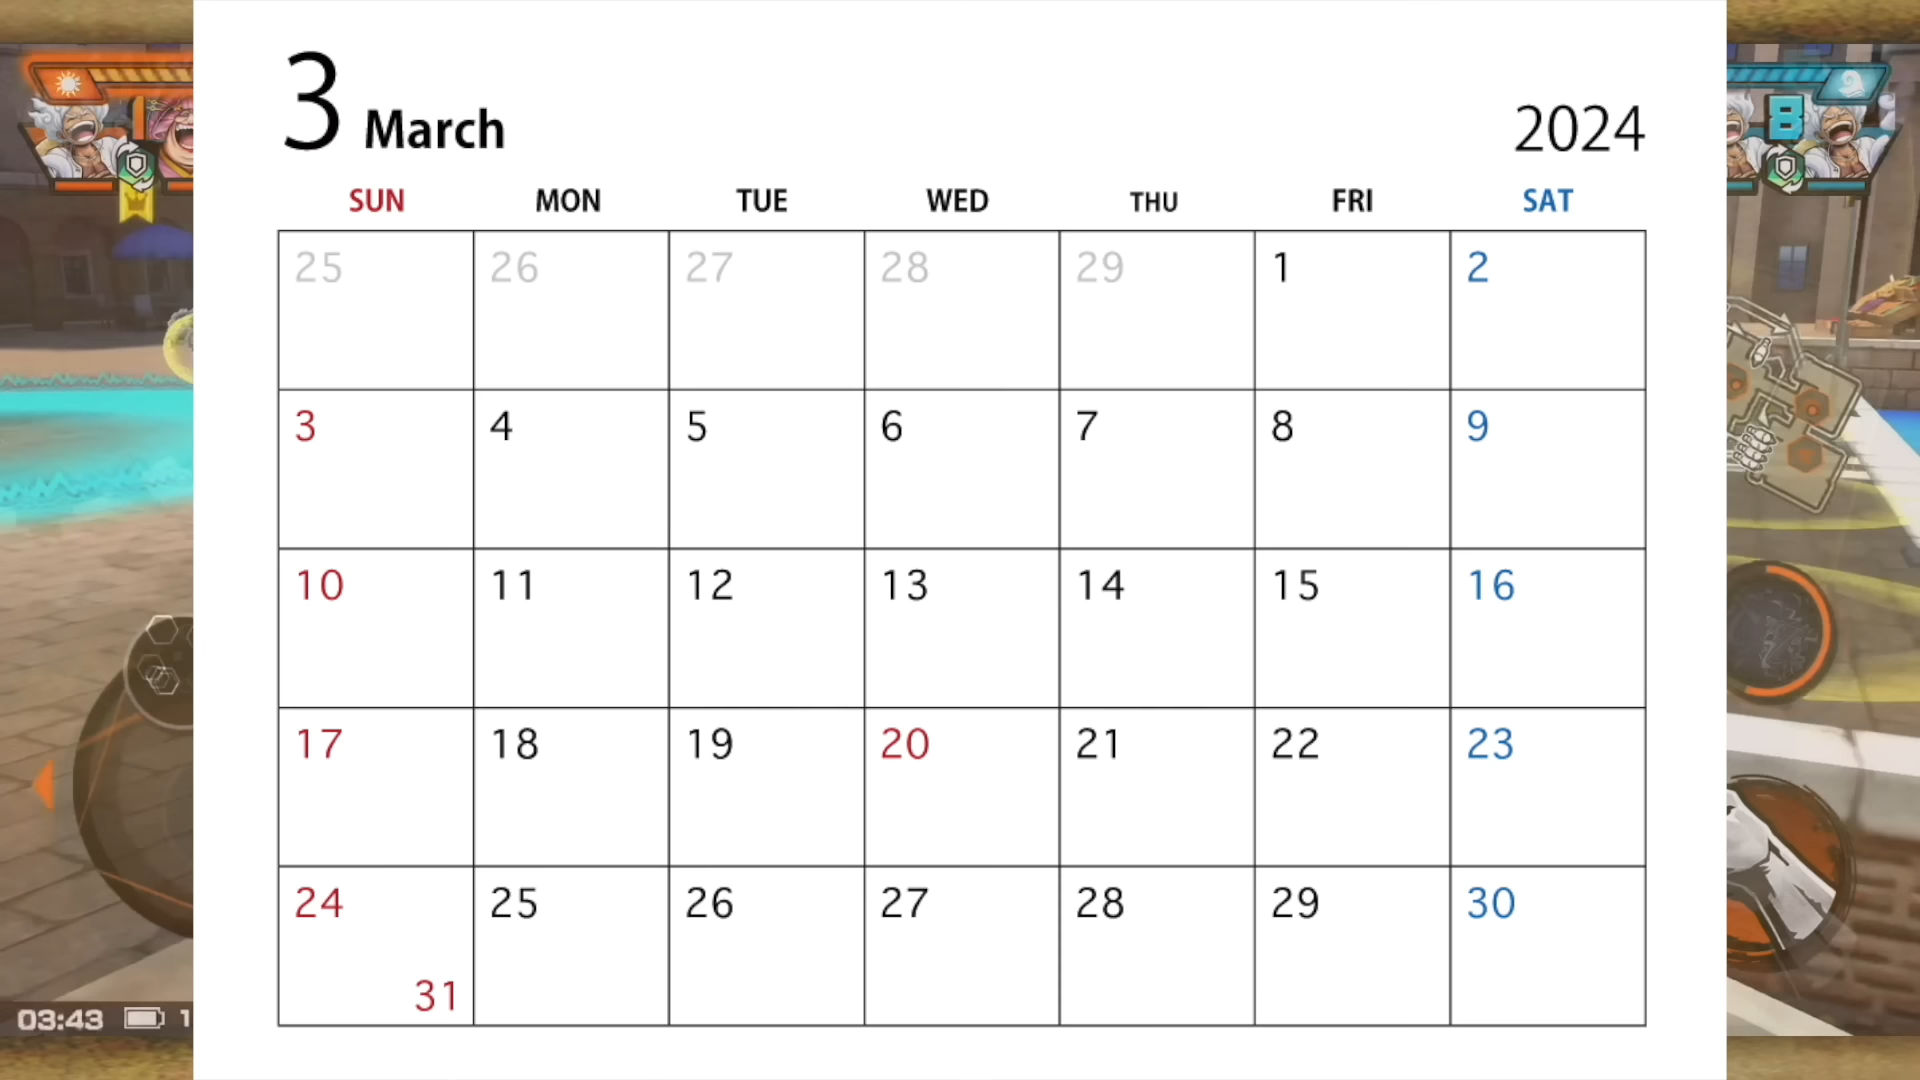 3 March 2024
SUN MON TUE WED THU FRI SAT
25 26 27 28 29 1 2
3 4 5 6 7 8 9
10 11 12 13 14 15 16
17 18 19 20 21 22 23
24 25 26 27 28 29 30
31
8
03:43 1